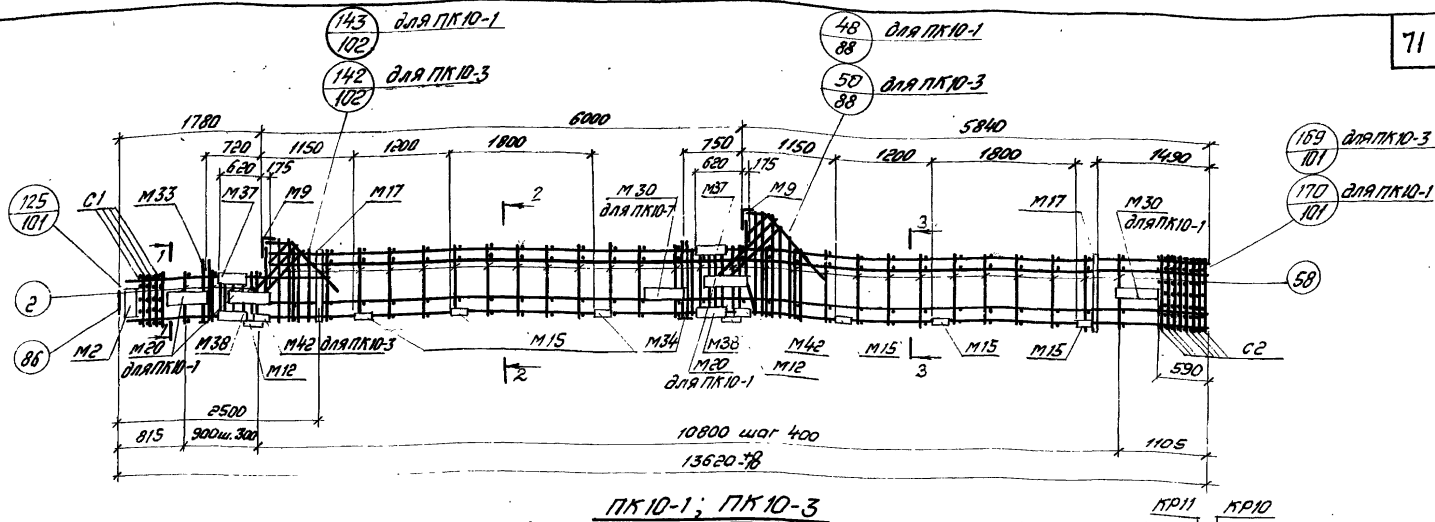 71
143 для ПК10-1
102
142 для ПК10-3
102
48 для ПК10-1
88
50 для ПК10-3
88
1780 6000 5840
720 1150 1200 1800 750 1150 1200 1800 1490
620 175 620 175
169 для ПК10-3
101
170 для ПК10-1
101
125
101
С1 М33 М37 М9 М17 М30 М37 М9 М17 М30
для ПК10-1
1 2 3
2
58
86
М2 М20 М38 М42 для ПК10-3 М15 М34 М38 М42 М15 М15 М15 С2
для ПК10-1 М12 М20 М12
для ПК10-1
1 2 3
590
2500
815 900 ш. 300 10800 шаг 400 1105
13620
ПК10-1; ПК10-3
КР11 КР10